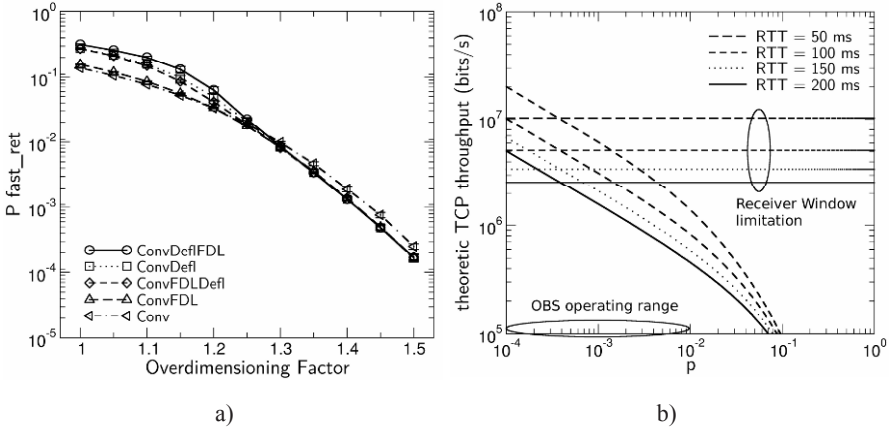 P fast_ret
10^0
10^-1
10^-2
10^-3
10^-4
10^-5
ConvDeflFDL
ConvDefl
ConvFDLDefl
ConvFDL
Conv
1 1.1 1.2 1.3 1.4 1.5
Overdimensioning Factor
a)
theoretic TCP throughput (bits/s)
10^8
10^7
10^6
10^5
RTT = 50 ms
RTT = 100 ms
RTT = 150 ms
RTT = 200 ms
Receiver Window
limitation
OBS operating range
10^-4 10^-3 10^-2 10^-1 10^0
p
b)